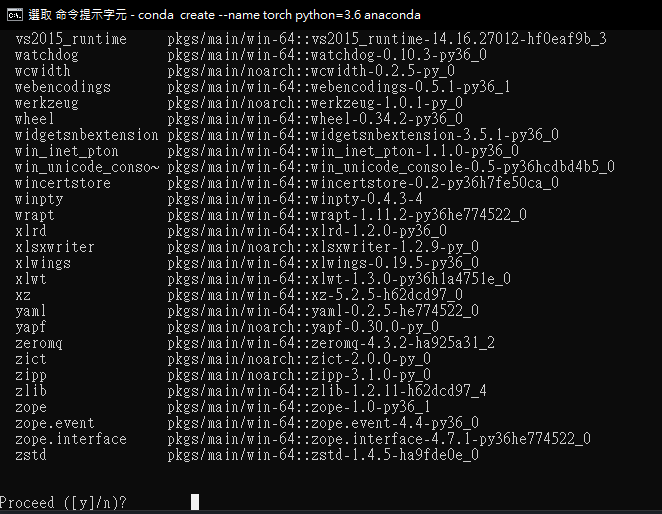 選取 命令提示字元 - conda create --name torch python=3.6 anaconda
vs2015_runtime pkgs/main/win-64::vs2015_runtime-14.16.27012-hf0eaf9b_3
watchdog pkgs/main/win-64::watchdog-0.10.3-py36_0
wcwidth pkgs/main/noarch::wcwidth-0.2.5-py_0
webencodings pkgs/main/win-64::webencodings-0.5.1-py36_1
werkzeug pkgs/main/noarch::werkzeug-1.0.1-py_0
wheel pkgs/main/win-64::wheel-0.34.2-py36_0
widgetsnbextension pkgs/main/win-64::widgetsnbextension-3.5.1-py36_0
win_inet_pton pkgs/main/win-64::win_inet_pton-1.1.0-py36_0
win_unicode_conso~ pkgs/main/win-64::win_unicode_console-0.5-py36hcdbd4b5_0
wincertstore pkgs/main/win-64::wincertstore-0.2-py36h7fe50ca_0
winpty pkgs/main/win-64::winpty-0.4.3-4
wrapt pkgs/main/win-64::wrapt-1.11.2-py36he774522_0
xlrd pkgs/main/win-64::xlrd-1.2.0-py36_0
xlsxwriter pkgs/main/noarch::xlsxwriter-1.2.9-py_0
xlwings pkgs/main/win-64::xlwings-0.19.5-py36_0
xlwt pkgs/main/win-64::xlwt-1.3.0-py36h1a4751e_0
xz pkgs/main/win-64::xz-5.2.5-h62dcd97_0
yaml pkgs/main/win-64::yaml-0.2.5-he774522_0
yapf pkgs/main/noarch::yapf-0.30.0-py_0
zeromq pkgs/main/win-64::zeromq-4.3.2-ha925a31_2
zict pkgs/main/noarch::zict-2.0.0-py_0
zipp pkgs/main/noarch::zipp-3.1.0-py_0
zlib pkgs/main/win-64::zlib-1.2.11-h62dcd97_4
zope pkgs/main/win-64::zope-1.0-py36_1
zope.event pkgs/main/win-64::zope.event-4.4-py36_0
zope.interface pkgs/main/win-64::zope.interface-4.7.1-py36he774522_0
zstd pkgs/main/win-64::zstd-1.4.5-ha9fde0e_0
Proceed ([y]/n)?